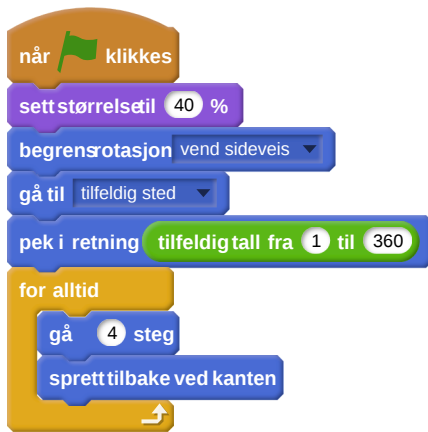 når klikkes
sett størrelse til 40 %
begrens rotasjon vend sideveis
gå til tilfeldig sted
pek i retning tilfeldig tall fra 1 til 360
for alltid
gå 4 steg
sprett tilbake ved kanten